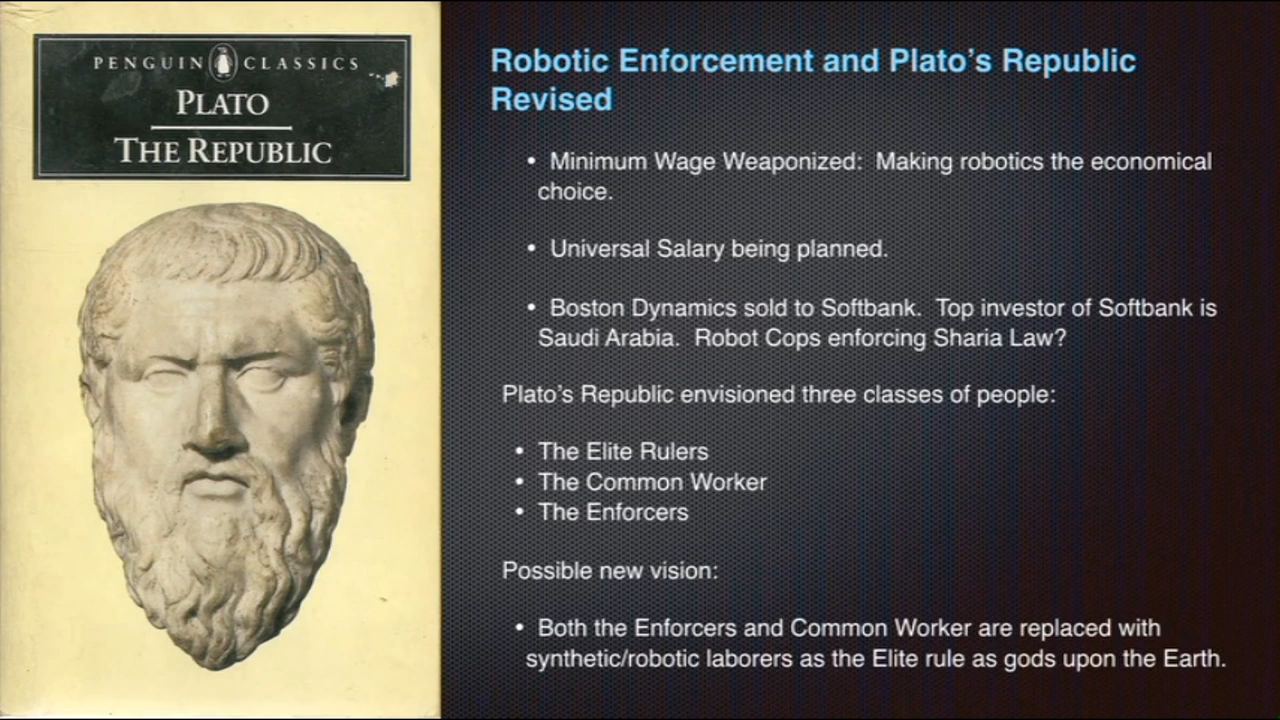 PENGUIN CLASSICS
PLATO
THE REPUBLIC
Robotic Enforcement and Plato's Republic
Revised
• Minimum Wage Weaponized: Making robotics the economical
choice.
• Universal Salary being planned.
• Boston Dynamics sold to Softbank. Top investor of Softbank is
Saudi Arabia. Robot Cops enforcing Sharia Law?
Plato's Republic envisioned three classes of people:
• The Elite Rulers
• The Common Worker
• The Enforcers
Possible new vision:
• Both the Enforcers and Common Worker are replaced with
synthetic/robotic laborers as the Elite rule as gods upon the Earth.